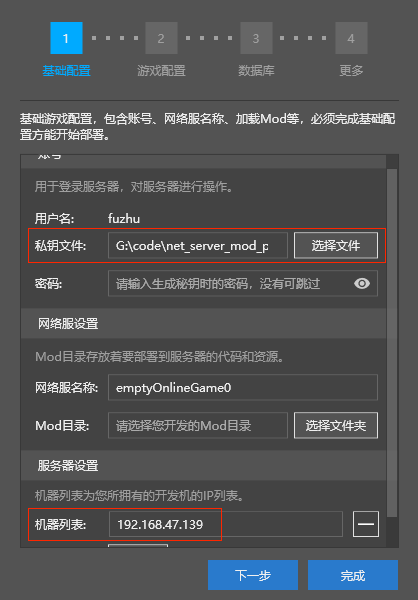 1 2 3 4
基础配置 游戏配置 数据库 更多
基础游戏配置，包含账号、网络服名称、加载Mod等，必须完成基础配
置方能开始部署。
账号
用于登录服务器，对服务器进行操作。
用户名: fuzhu
私钥文件: G:\code\net_server_mod_p 选择文件
密码: 请输入生成秘钥时的密码，没有可跳过
网络服设置
Mod目录存放着要部署到服务器的代码和资源。
网络服名称: emptyOnlineGame0
Mod目录: 请选择您开发的Mod目录 选择文件夹
服务器设置
机器列表为您所拥有的开发机的IP列表。
机器列表: 192.168.47.139
下一步 完成